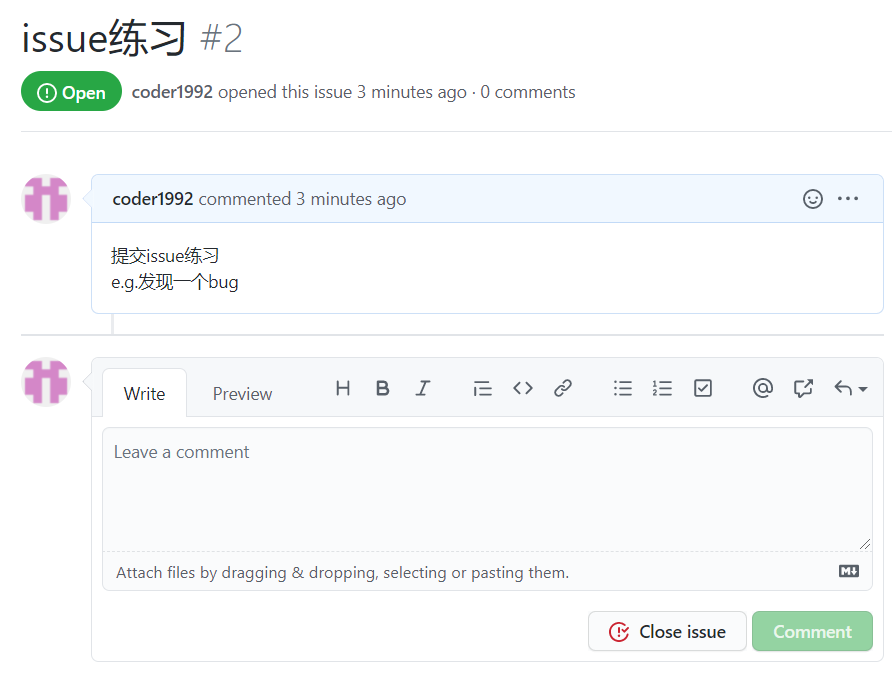 issue练习 #2
Open coder1992 opened this issue 3 minutes ago · 0 comments
coder1992 commented 3 minutes ago
提交issue练习
e.g.发现一个bug
Write Preview
Leave a comment
Attach files by dragging & dropping, selecting or pasting them.
Close issue Comment